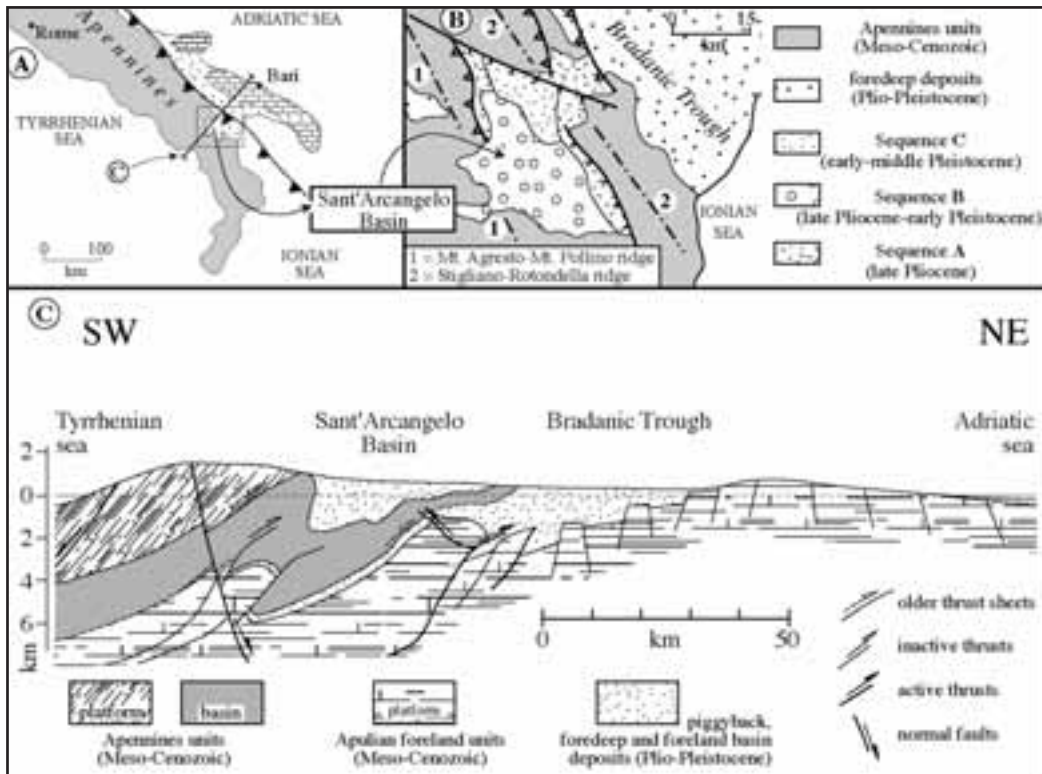 ADRIATIC SEA
Rome
Apennines
A
Bari
TYRRHENIAN
SEA
C
Sant'Arcangelo
Basin
0 100
km
IONIAN
SEA
B
2
0 15
km
1
Bradanic Trough
2
IONIAN
SEA
1
1 = Mt. Agresto-Mt. Pollino ridge
2 = Stigliano-Rotondella ridge
Apennines units
(Meso-Cenozoic)
foredeep deposits
(Plio-Pleistocene)
Sequence C
(early-middle Pleistocene)
Sequence B
(late Pliocene-early Pleistocene)
Sequence A
(late Pliocene)
C
SW
NE
Tyrrhenian
sea
Sant'Arcangelo
Basin
Bradanic Trough
Adriatic
sea
2
0
2
4
6
km
0 km 50
older thrust sheets
inactive thrusts
active thrusts
normal faults
platform
basin
Apennines units
(Meso-Cenozoic)
platform
Apulian foreland units
(Meso-Cenozoic)
piggyback,
foredeep and foreland basin
deposits (Plio-Pleistocene)